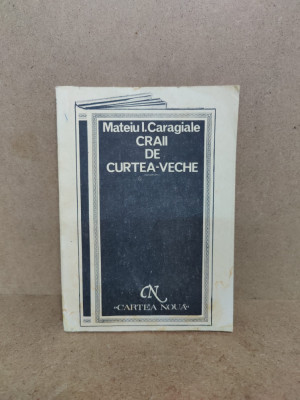 Mateiu I. Caragiale
CRAII
DE
CURTEA-VECHE
CN
«CARTEA NOUĂ»